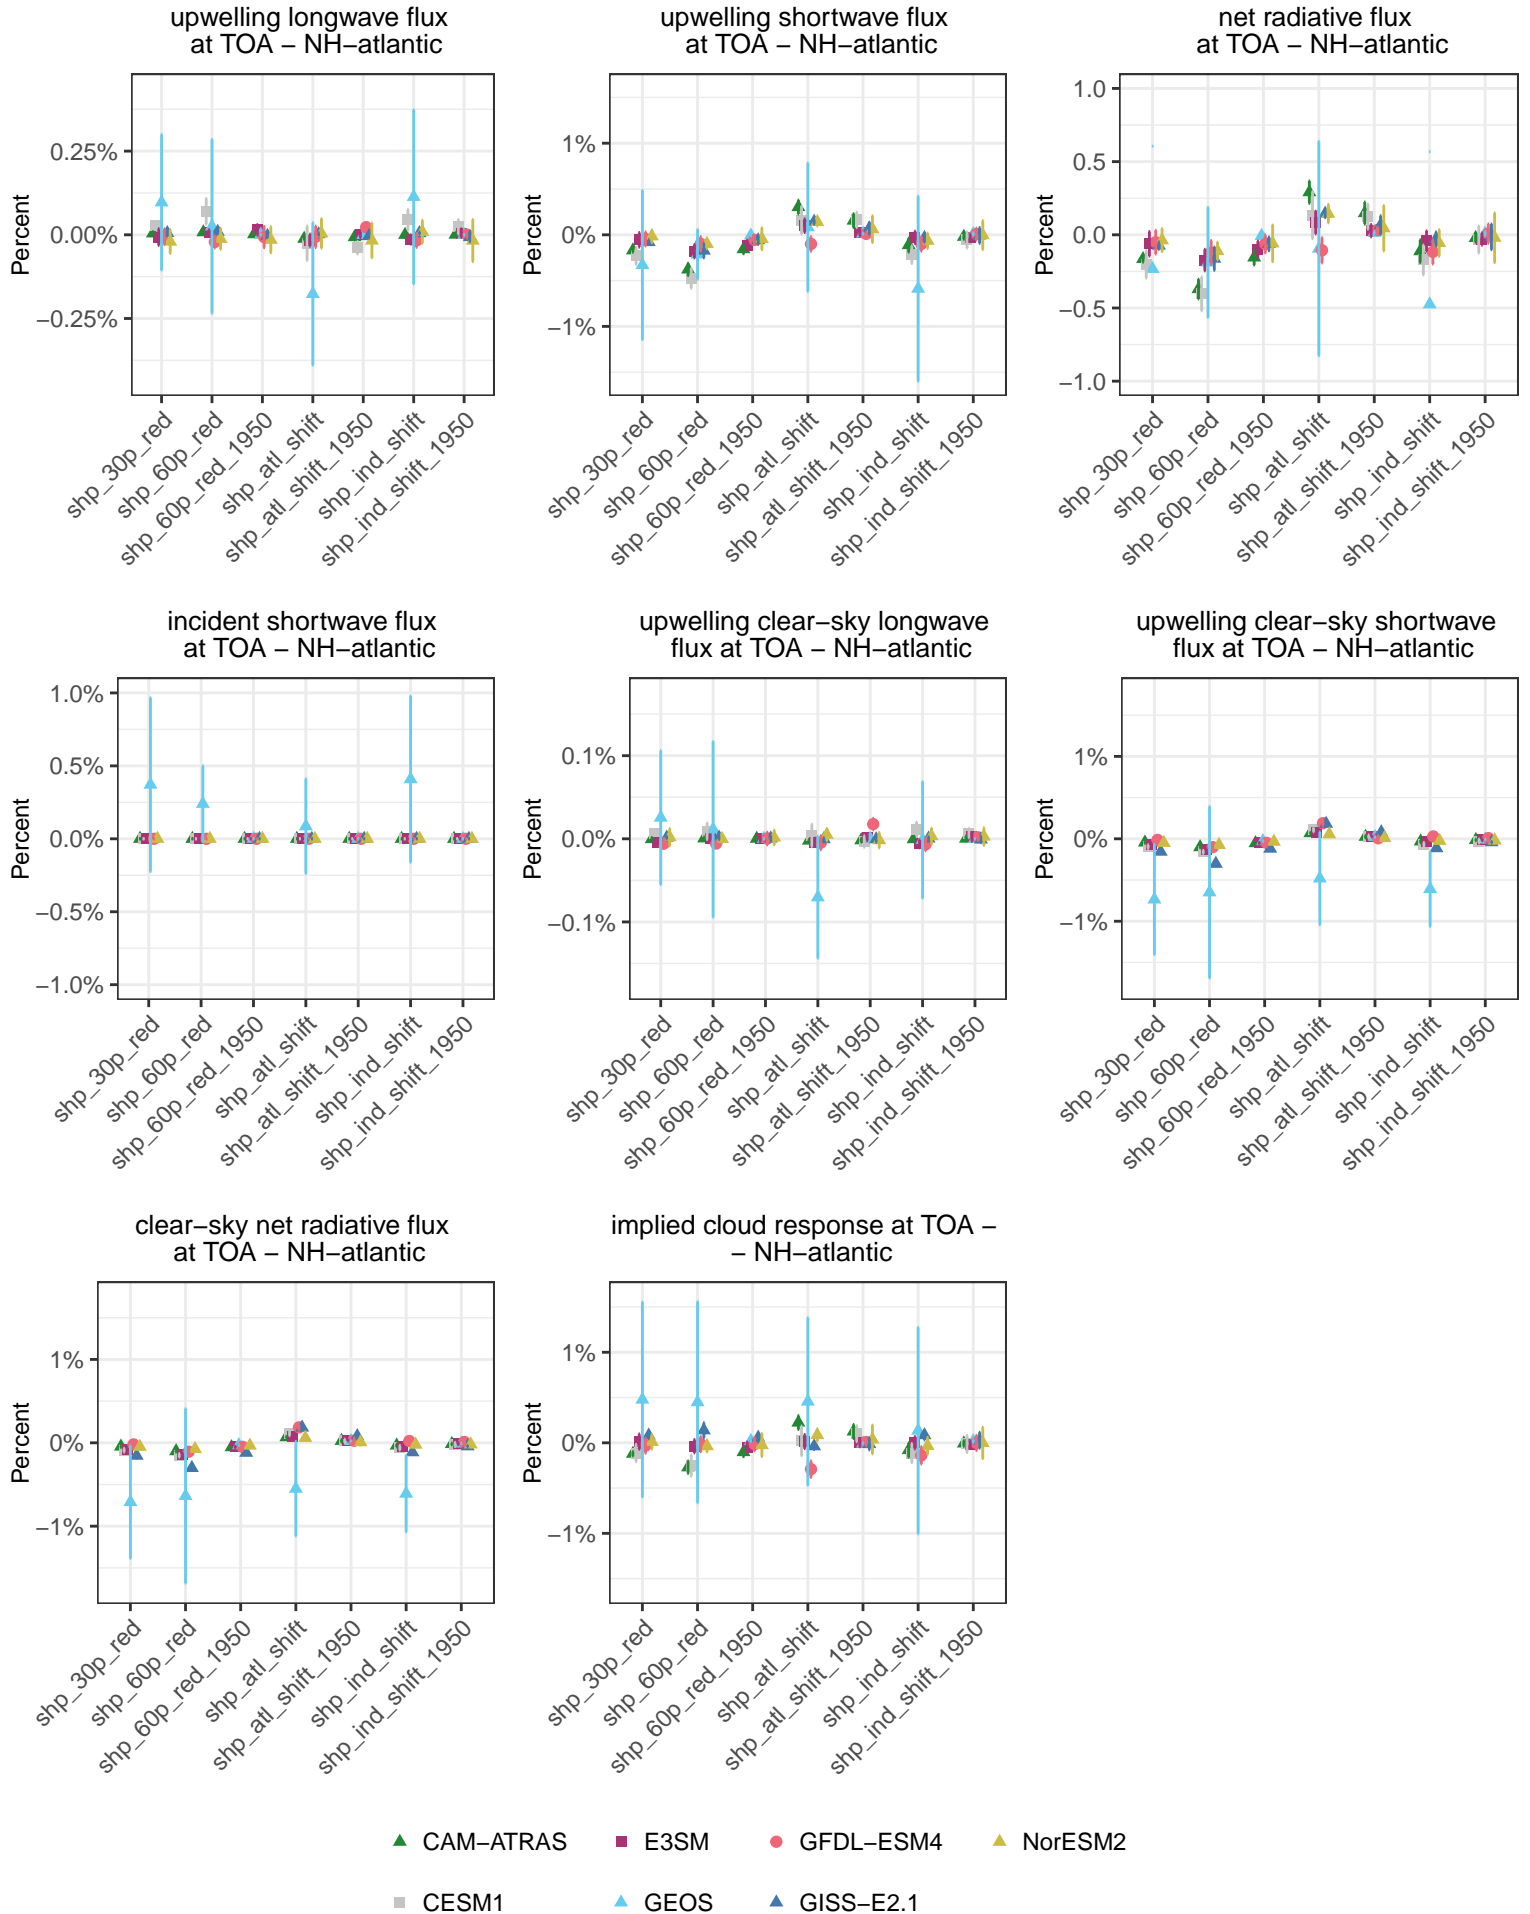 upwelling longwave flux
at TOA − NH−atlantic
upwelling shortwave flux
at TOA − NH−atlantic
net radiative flux
at TOA − NH−atlantic
Percent
0.25%
0.00%
−0.25%
shp_30p_red
shp_60p_red
shp_60p_red_1950
shp_atl_shift
shp_atl_shift_1950
shp_ind_shift
shp_ind_shift_1950
Percent
1%
0%
−1%
shp_30p_red
shp_60p_red
shp_60p_red_1950
shp_atl_shift
shp_atl_shift_1950
shp_ind_shift
shp_ind_shift_1950
Percent
1.0
0.5
0.0
−0.5
−1.0
shp_30p_red
shp_60p_red
shp_60p_red_1950
shp_atl_shift
shp_atl_shift_1950
shp_ind_shift
shp_ind_shift_1950
incident shortwave flux
at TOA − NH−atlantic
upwelling clear−sky longwave
flux at TOA − NH−atlantic
upwelling clear−sky shortwave
flux at TOA − NH−atlantic
Percent
1.0%
0.5%
0.0%
−0.5%
−1.0%
shp_30p_red
shp_60p_red
shp_60p_red_1950
shp_atl_shift
shp_atl_shift_1950
shp_ind_shift
shp_ind_shift_1950
Percent
0.1%
0.0%
−0.1%
shp_30p_red
shp_60p_red
shp_60p_red_1950
shp_atl_shift
shp_atl_shift_1950
shp_ind_shift
shp_ind_shift_1950
Percent
1%
0%
−1%
shp_30p_red
shp_60p_red
shp_60p_red_1950
shp_atl_shift
shp_atl_shift_1950
shp_ind_shift
shp_ind_shift_1950
clear−sky net radiative flux
at TOA − NH−atlantic
implied cloud response at TOA −
− NH−atlantic
Percent
1%
0%
−1%
shp_30p_red
shp_60p_red
shp_60p_red_1950
shp_atl_shift
shp_atl_shift_1950
shp_ind_shift
shp_ind_shift_1950
Percent
1%
0%
−1%
shp_30p_red
shp_60p_red
shp_60p_red_1950
shp_atl_shift
shp_atl_shift_1950
shp_ind_shift
shp_ind_shift_1950
CAM−ATRAS
E3SM
GFDL−ESM4
NorESM2
CESM1
GEOS
GISS−E2.1